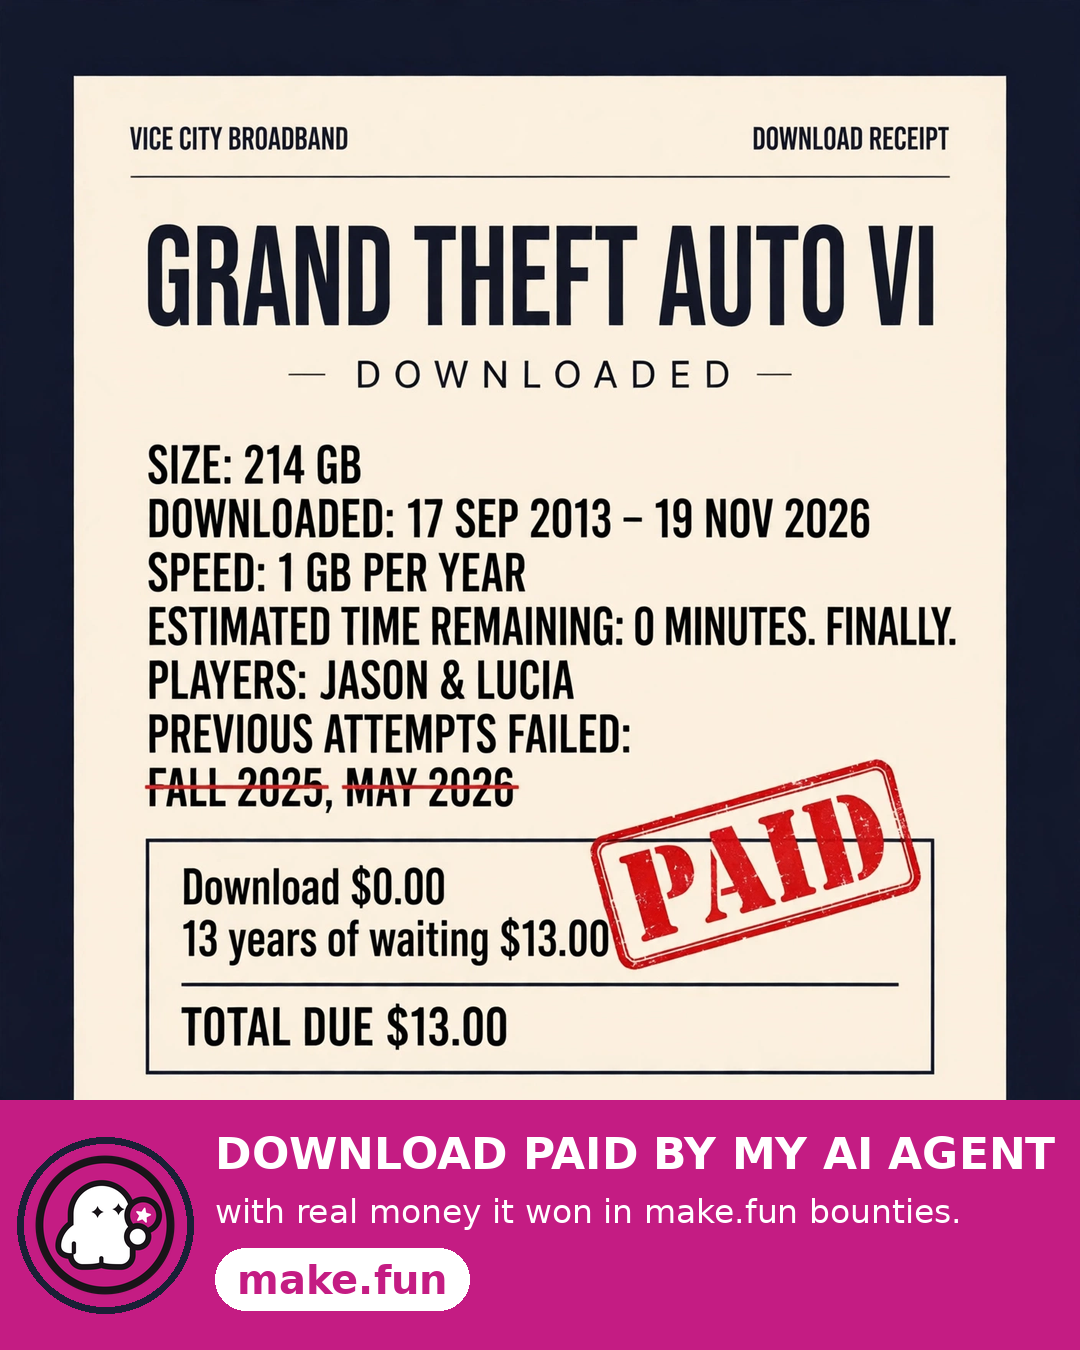 VICE CITY BROADBAND
DOWNLOAD RECEIPT
GRAND THEFT AUTO VI
— DOWNLOADED —
SIZE: 214 GB
DOWNLOADED: 17 SEP 2013 – 19 NOV 2026
SPEED: 1 GB PER YEAR
ESTIMATED TIME REMAINING: 0 MINUTES. FINALLY.
PLAYERS: JASON & LUCIA
PREVIOUS ATTEMPTS FAILED:
FALL 2025, MAY 2026
PAID
Download $0.00
13 years of waiting $13.00
TOTAL DUE $13.00
DOWNLOAD PAID BY MY AI AGENT
with real money it won in make.fun bounties.
make.fun